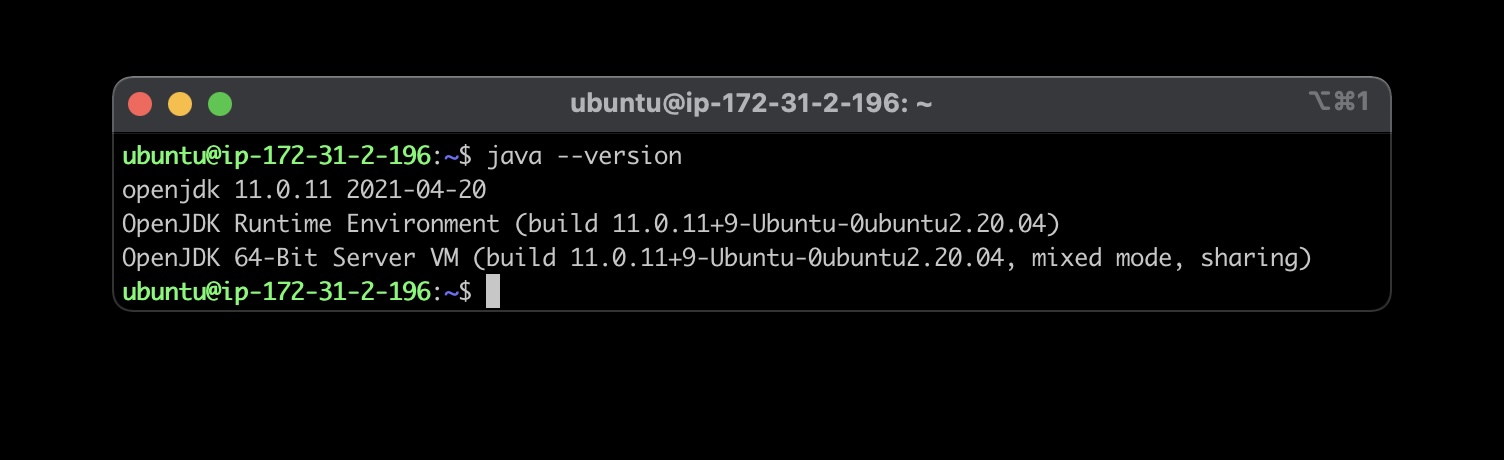 ubuntu@ip-172-31-2-196: ~
⌥⌘1
ubuntu@ip-172-31-2-196:~$ java --version
openjdk 11.0.11 2021-04-20
OpenJDK Runtime Environment (build 11.0.11+9-Ubuntu-0ubuntu2.20.04)
OpenJDK 64-Bit Server VM (build 11.0.11+9-Ubuntu-0ubuntu2.20.04, mixed mode, sharing)
ubuntu@ip-172-31-2-196:~$